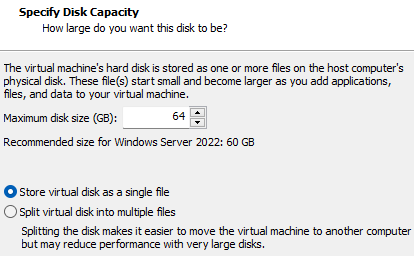 Specify Disk Capacity
How large do you want this disk to be?
The virtual machine's hard disk is stored as one or more files on the host computer's
physical disk. These file(s) start small and become larger as you add applications,
files, and data to your virtual machine.
Maximum disk size (GB): 64
Recommended size for Windows Server 2022: 60 GB
Store virtual disk as a single file
Split virtual disk into multiple files
Splitting the disk makes it easier to move the virtual machine to another computer
but may reduce performance with very large disks.